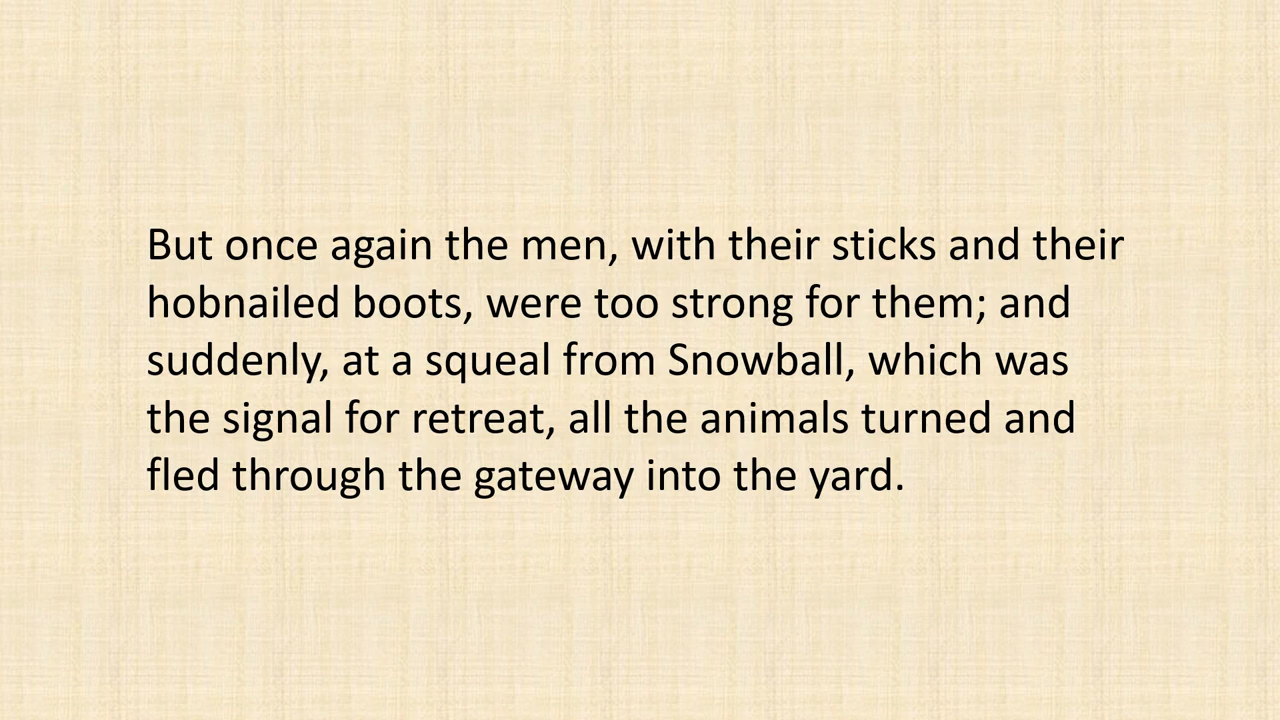 But once again the men, with their sticks and their
hobnailed boots, were too strong for them; and
suddenly, at a squeal from Snowball, which was
the signal for retreat, all the animals turned and
fled through the gateway into the yard.